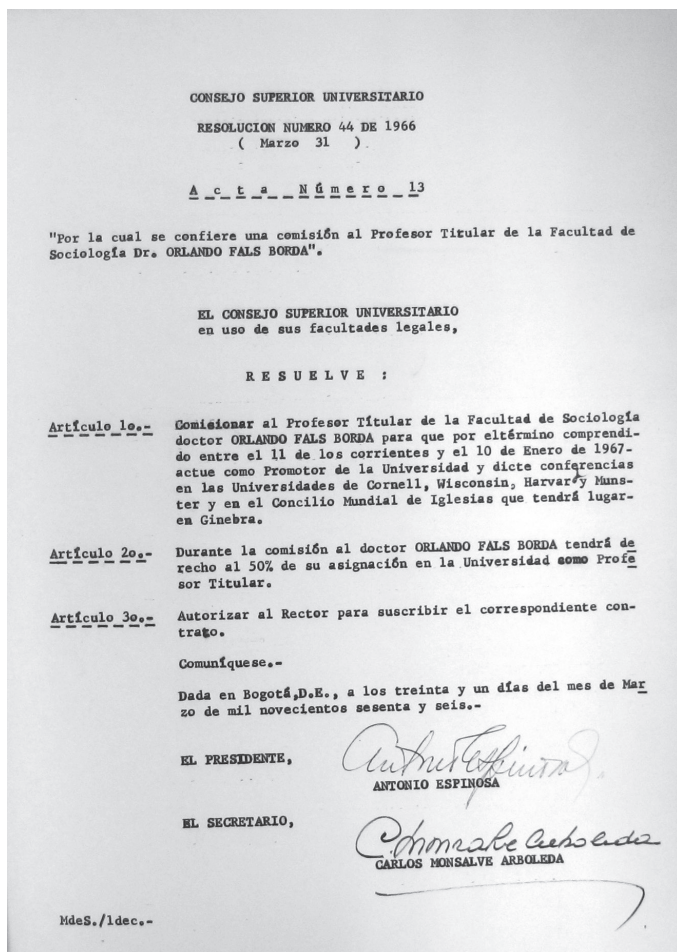 CONSEJO SUPERIOR UNIVERSITARIO
RESOLUCION NUMERO 44 DE 1966
( Marzo 31 )
A c t a Número 13
"Por la cual se confiere una comisión al Profesor Titular de la Facultad de
Sociología Dr. ORLANDO FALS BORDA".
EL CONSEJO SUPERIOR UNIVERSITARIO
en uso de sus facultades legales,
R E S U E L V E :
Artículo 1o.- Comisionar al Profesor Titular de la Facultad de Sociología
doctor ORLANDO FALS BORDA para que por eltérmino comprendi-
do entre el 11 de los corrientes y el 10 de Enero de 1967-
actue como Promotor de la Universidad y dicte conferencias
en las Universidades de Cornell, Wisconsin, Harvard y Muns-
ter y en el Concilio Mundial de Iglesias que tendrá lugar-
en Ginebra.
Artículo 2o.- Durante la comisión al doctor ORLANDO FALS BORDA tendrá de
recho al 50% de su asignación en la Universidad como Profe
sor Titular.
Artículo 3o.- Autorizar al Rector para suscribir el correspondiente con-
trato.
Comuníquese.-
Dada en Bogotá,D.E., a los treinta y un días del mes de Mar
zo de mil novecientos sesenta y seis.-
EL PRESIDENTE,
Antonio Espinosa
ANTONIO ESPINOSA
EL SECRETARIO,
C. Monsalve Arboleda
CARLOS MONSALVE ARBOLEDA
MdeS./ldec.-